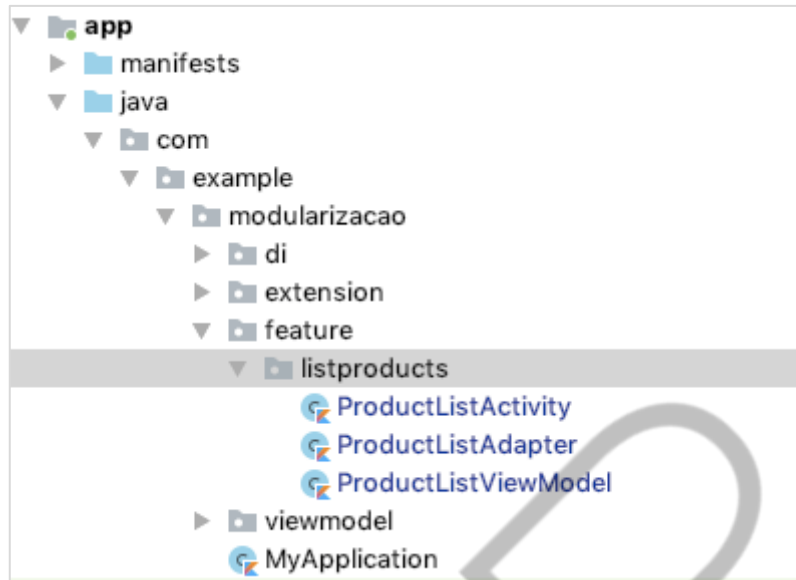 app
manifests
java
com
example
modularizacao
di
extension
feature
listproducts
ProductListActivity
ProductListAdapter
ProductListViewModel
viewmodel
MyApplication